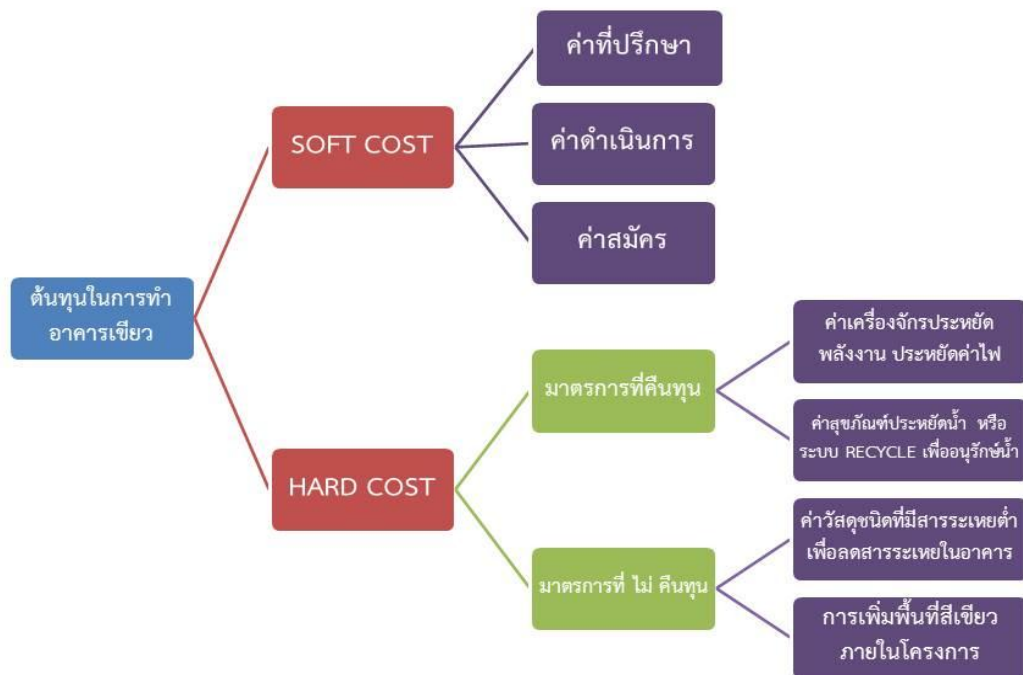 ต้นทุนในการทำ
อาคารเขียว
SOFT COST
ค่าที่ปรึกษา
ค่าดำเนินการ
ค่าสมัคร
HARD COST
มาตรการที่คืนทุน
ค่าเครื่องจักรประหยัด
พลังงาน ประหยัดค่าไฟ
ค่าสุขภัณฑ์ประหยัดน้ำ หรือ
ระบบ RECYCLE เพื่ออนุรักษ์น้ำ
มาตรการที่ ไม่ คืนทุน
ค่าวัสดุชนิดที่มีสารระเหยต่ำ
เพื่อลดสารระเหยในอาคาร
การเพิ่มพื้นที่สีเขียว
ภายในโครงการ